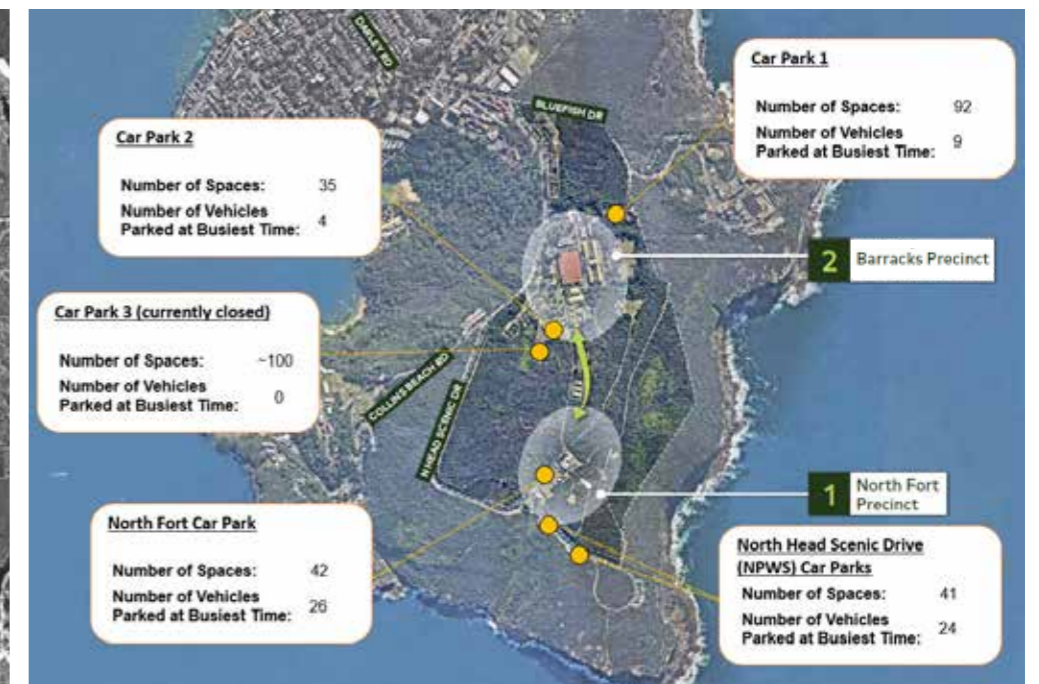 DARLEY RD
BLUEFISH DR
Car Park 1
Number of Spaces: 92
Number of Vehicles
Parked at Busiest Time: 9
Car Park 2
Number of Spaces: 35
Number of Vehicles
Parked at Busiest Time: 4
2 Barracks Precinct
Car Park 3 (currently closed)
Number of Spaces: ~100
Number of Vehicles
Parked at Busiest Time: 0
COLLINS BEACH RD
N HEAD SCENIC DR
1 North Fort
Precinct
North Fort Car Park
Number of Spaces: 42
Number of Vehicles
Parked at Busiest Time: 26
North Head Scenic Drive
(NPWS) Car Parks
Number of Spaces: 41
Number of Vehicles
Parked at Busiest Time: 24